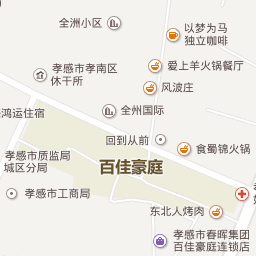 全洲小区
以梦为马
独立咖啡
爱上羊火锅餐厅
孝感市孝南区
休干所
风波庄
全州国际
鸿运住宿
回到从前
食蜀锦火锅
孝感市质监局
城区分局
百佳豪庭
孝感市工商局
东北人烤肉
孝感市春晖集团
百佳豪庭连锁店